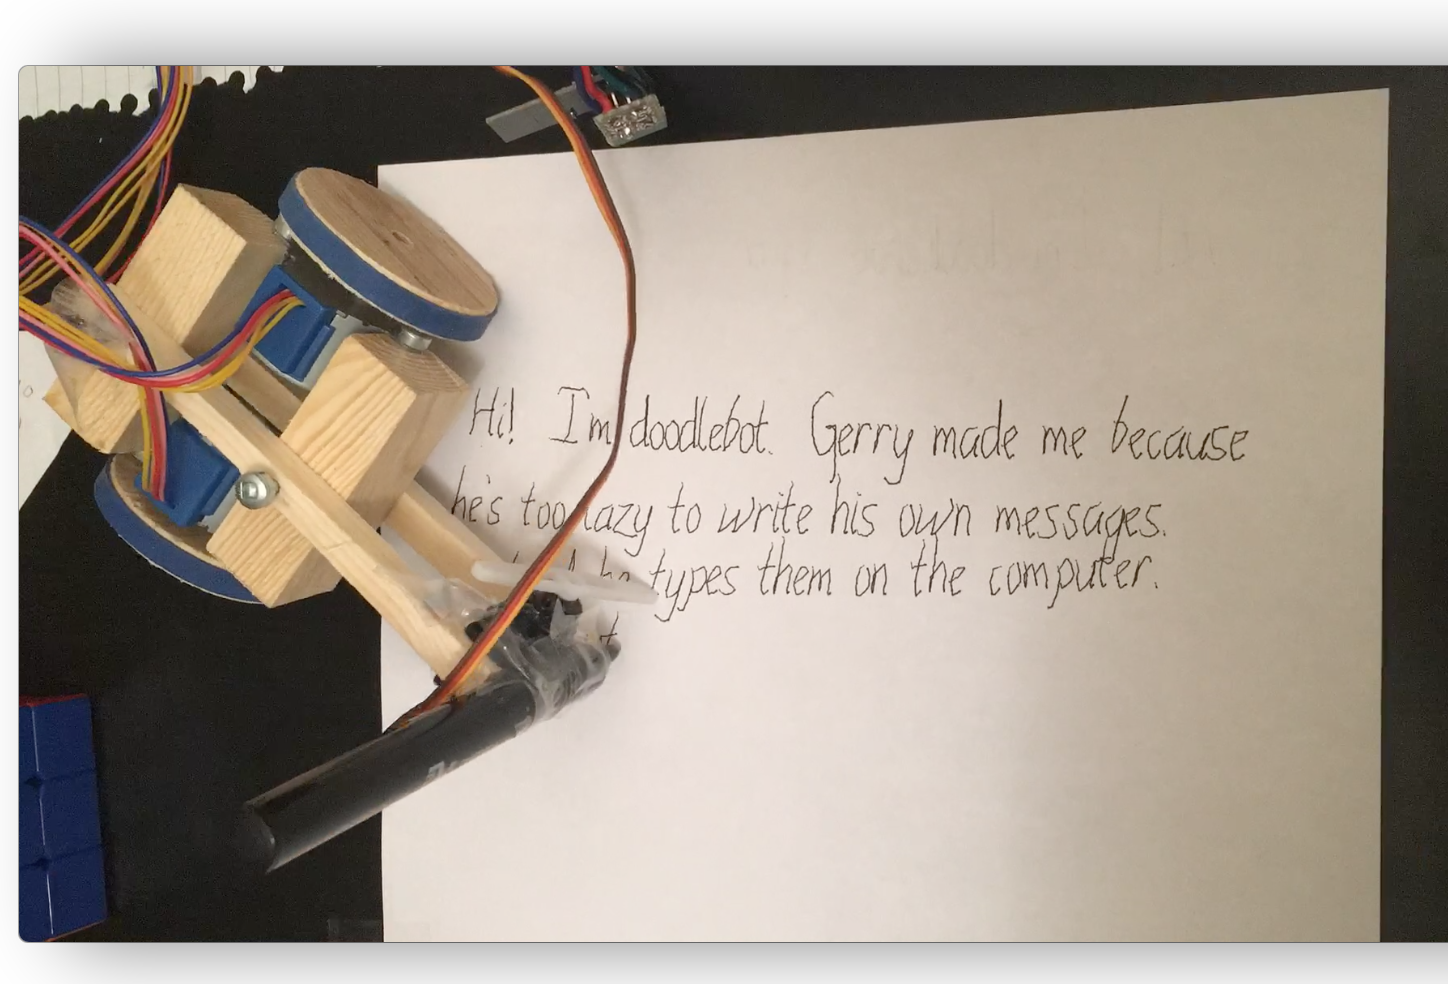 Hi! I'm doodlebot. Gerry made me because
he's too lazy to write his own messages.
he types them on the computer.